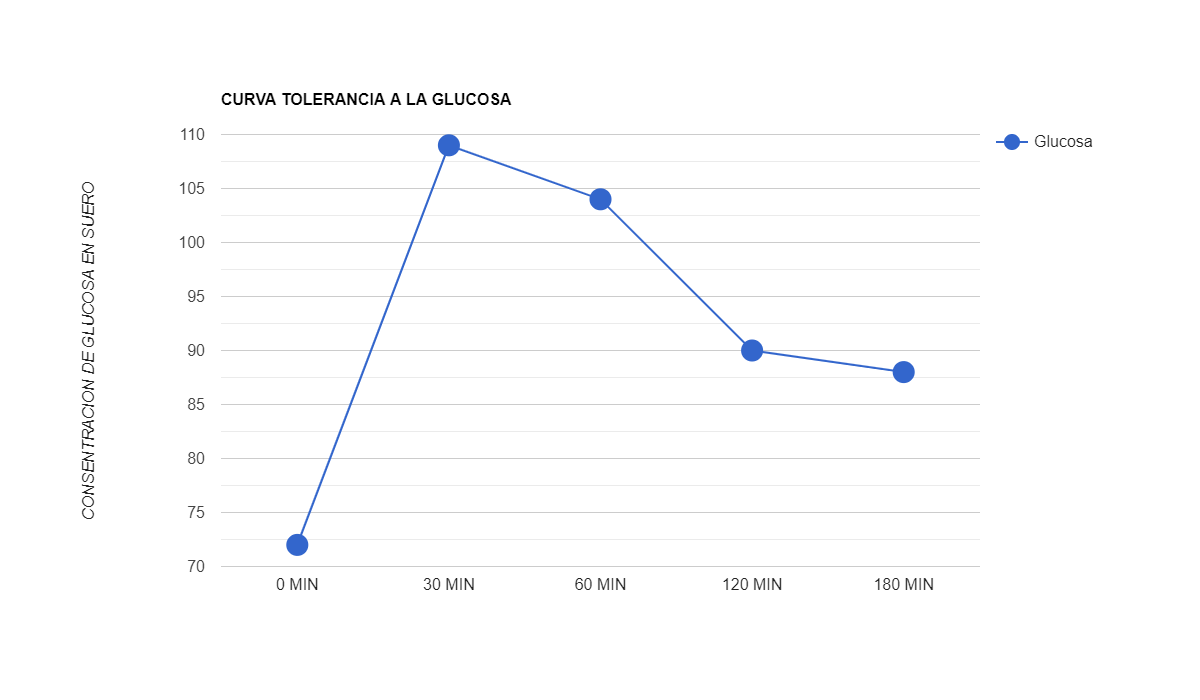 CURVA TOLERANCIA A LA GLUCOSA
Glucosa
CONSENTRACION DE GLUCOSA EN SUERO
110
105
100
95
90
85
80
75
70
0 MIN
30 MIN
60 MIN
120 MIN
180 MIN